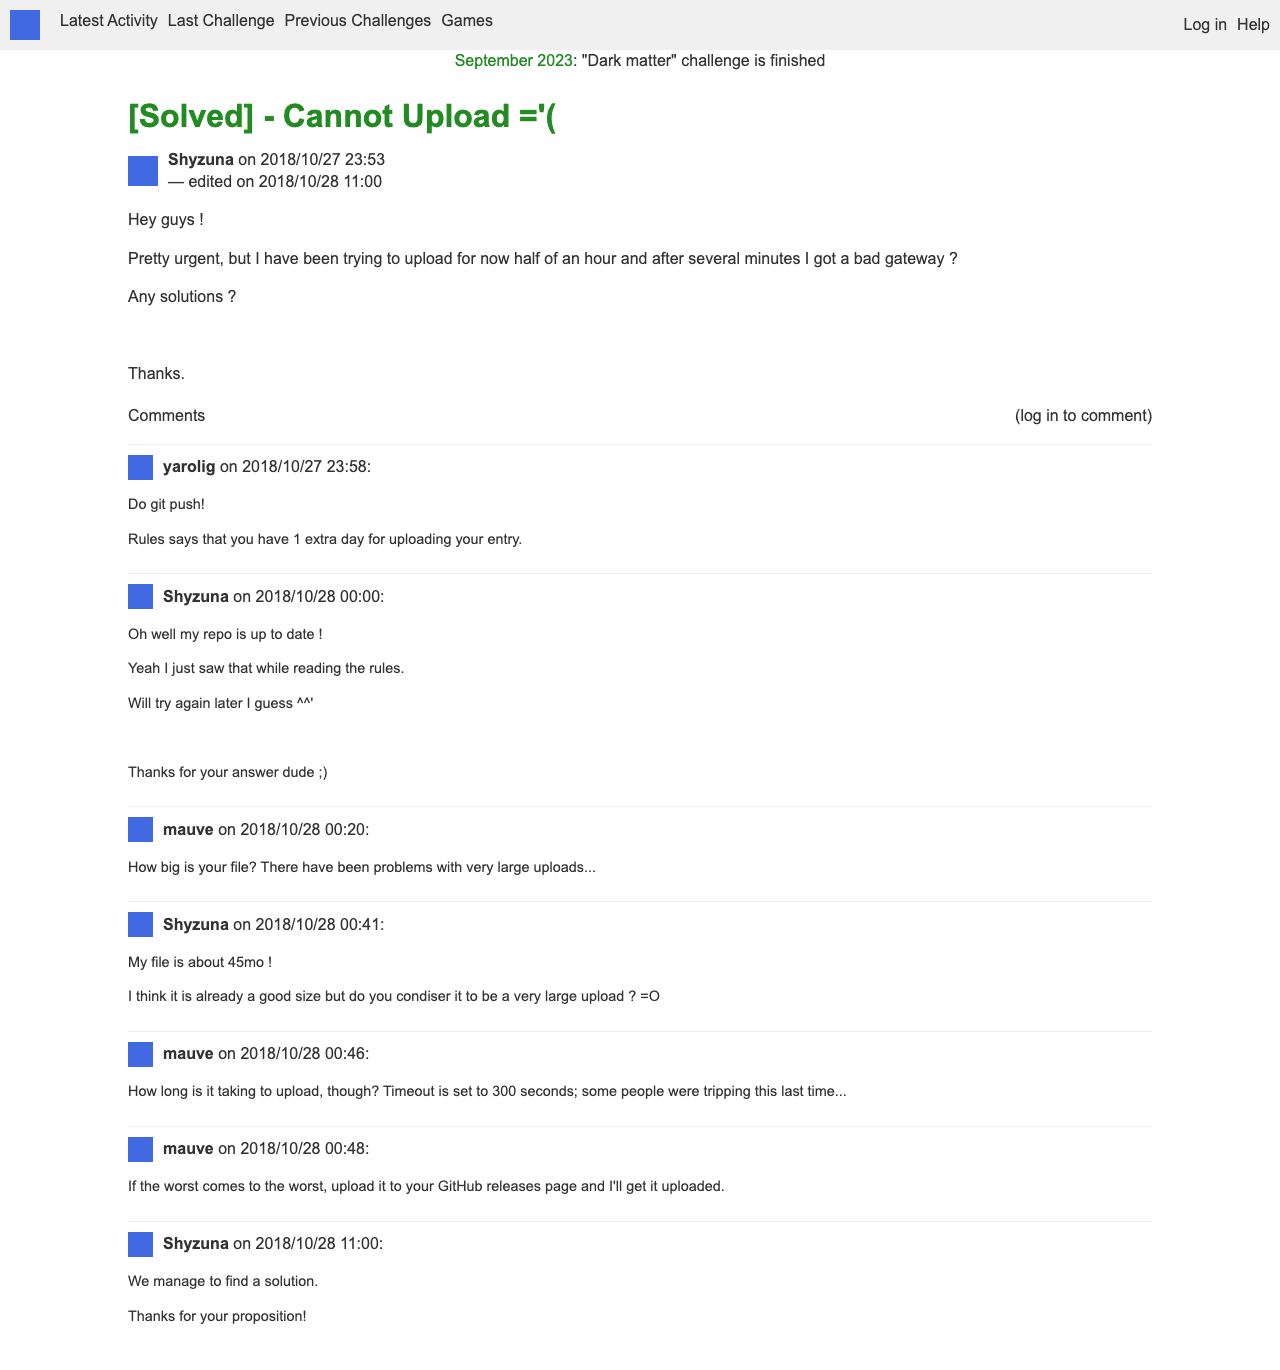 Latest Activity Last Challenge Previous Challenges Games Log in Help
September 2023: "Dark matter" challenge is finished
[Solved] - Cannot Upload ='(
Shyzuna on 2018/10/27 23:53
— edited on 2018/10/28 11:00
Hey guys !
Pretty urgent, but I have been trying to upload for now half of an hour and after several minutes I got a bad gateway ?
Any solutions ?
Thanks.
Comments (log in to comment)
yarolig on 2018/10/27 23:58:
Do git push!
Rules says that you have 1 extra day for uploading your entry.
Shyzuna on 2018/10/28 00:00:
Oh well my repo is up to date !
Yeah I just saw that while reading the rules.
Will try again later I guess ^^'
Thanks for your answer dude ;)
mauve on 2018/10/28 00:20:
How big is your file? There have been problems with very large uploads...
Shyzuna on 2018/10/28 00:41:
My file is about 45mo !
I think it is already a good size but do you condiser it to be a very large upload ? =O
mauve on 2018/10/28 00:46:
How long is it taking to upload, though? Timeout is set to 300 seconds; some people were tripping this last time...
mauve on 2018/10/28 00:48:
If the worst comes to the worst, upload it to your GitHub releases page and I'll get it uploaded.
Shyzuna on 2018/10/28 11:00:
We manage to find a solution.
Thanks for your proposition!